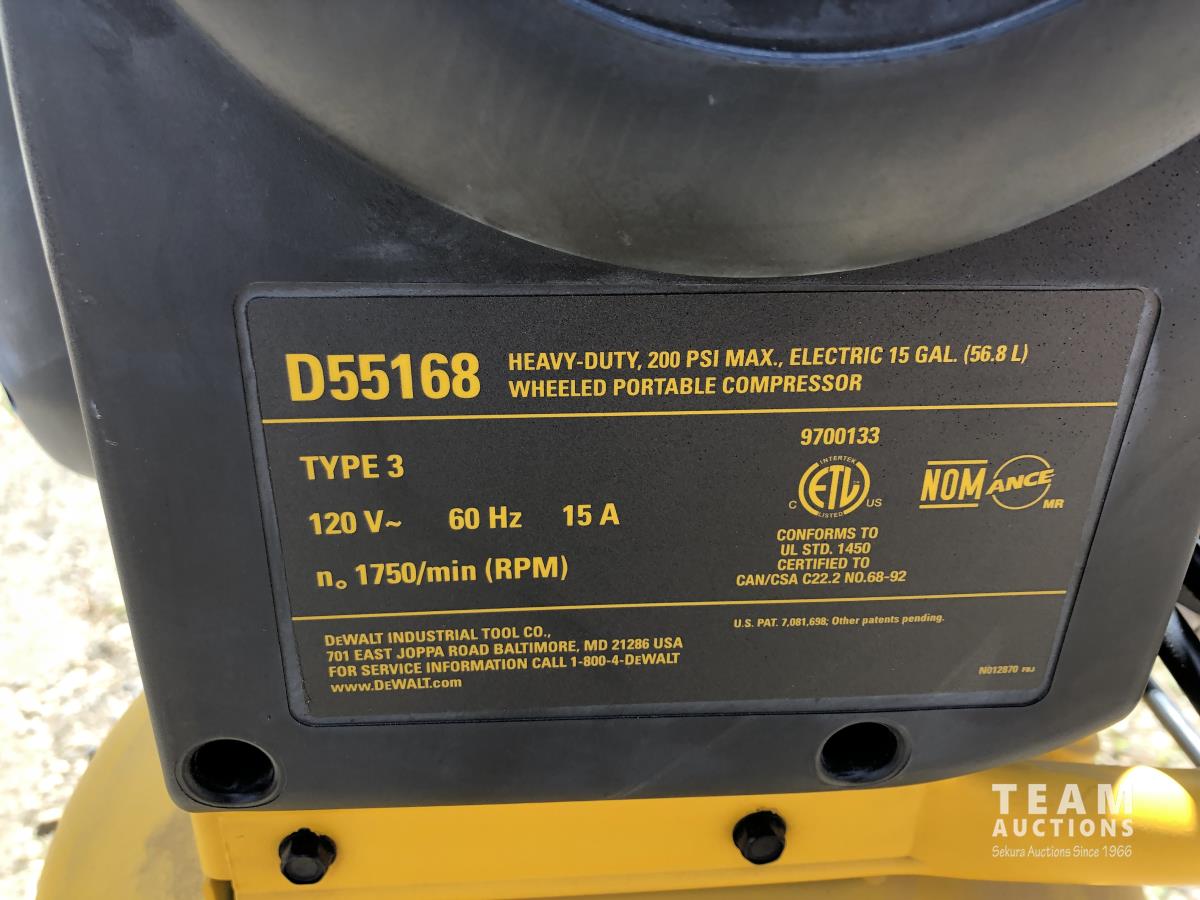 D55168
HEAVY-DUTY, 200 PSI MAX., ELECTRIC 15 GAL. (56.8 L)
WHEELED PORTABLE COMPRESSOR
TYPE 3
120 V~ 60 Hz 15 A
n₀ 1750/min (RPM)
9700133
INTERTEK
C ETL US
LISTED
CONFORMS TO
UL STD. 1450
CERTIFIED TO
CAN/CSA C22.2 NO.68-92
NOM ANCE MR
DEWALT INDUSTRIAL TOOL CO.,
701 EAST JOPPA ROAD BALTIMORE, MD 21286 USA
FOR SERVICE INFORMATION CALL 1-800-4-DEWALT
www.DEWALT.com
U.S. PAT. 7,081,698; Other patents pending.
N012870 FBJ
TEAM
AUCTIONS
Sekura Auctions Since 1966